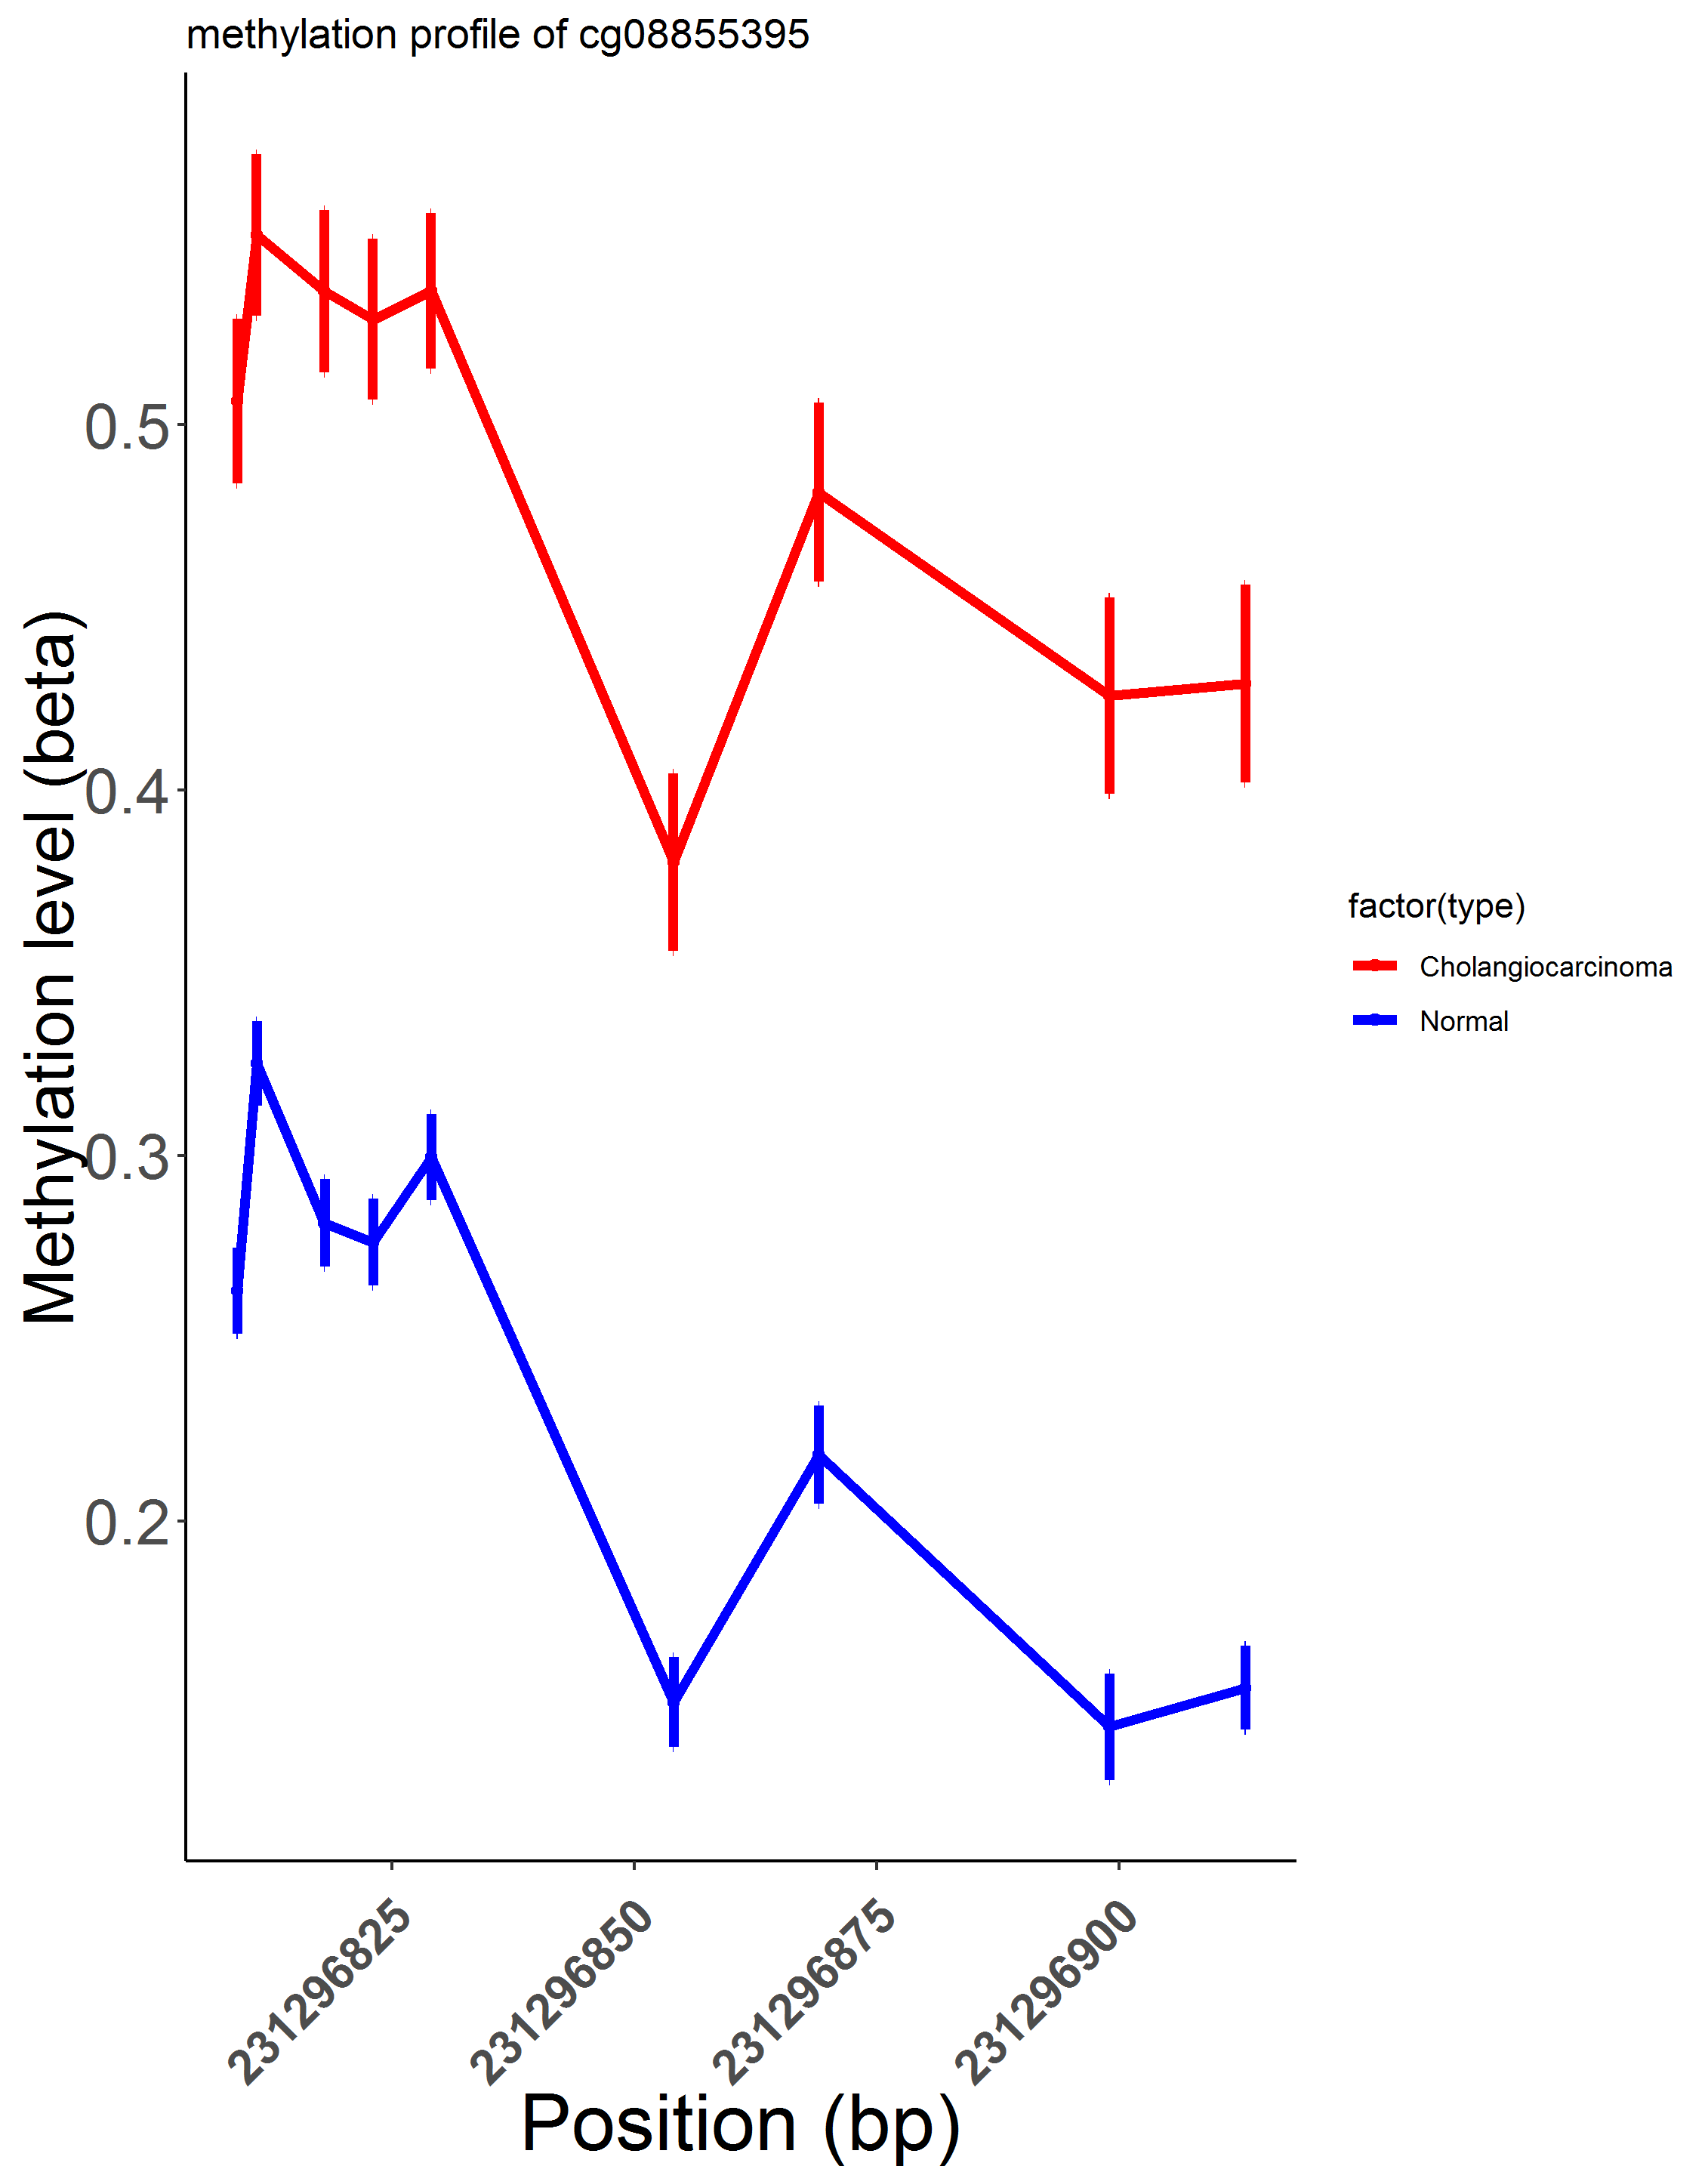 methylation profile of cg08855395
Methylation level (beta)
0.5
0.4
0.3
0.2
factor(type)
Cholangiocarcinoma
Normal
231296825
231296850
231296875
231296900
Position (bp)